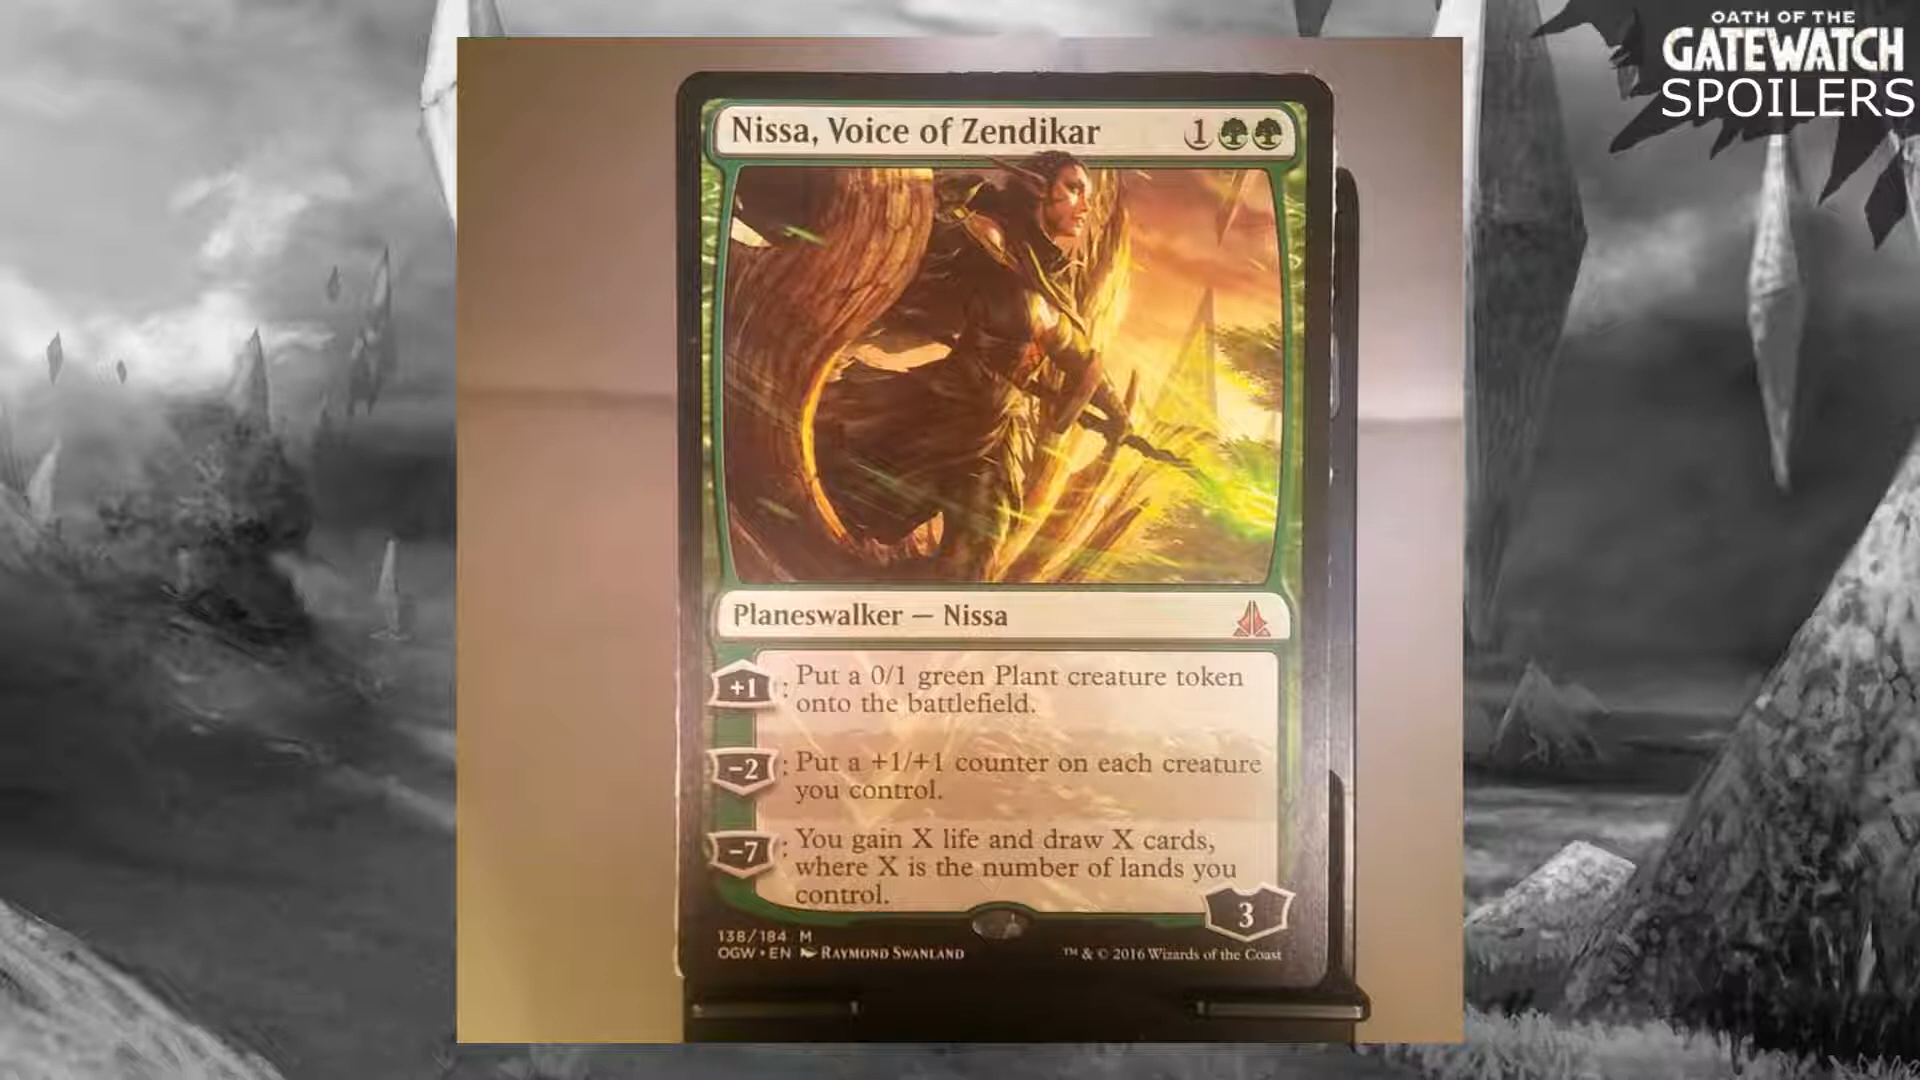 OATH OF THE
GATEWATCH
SPOILERS
Nissa, Voice of Zendikar 1
Planeswalker — Nissa
+1: Put a 0/1 green Plant creature token
onto the battlefield.
−2: Put a +1/+1 counter on each creature
you control.
−7: You gain X life and draw X cards,
where X is the number of lands you
control.
3
138/184 M
OGW • EN RAYMOND SWANLAND
™ & © 2016 Wizards of the Coast